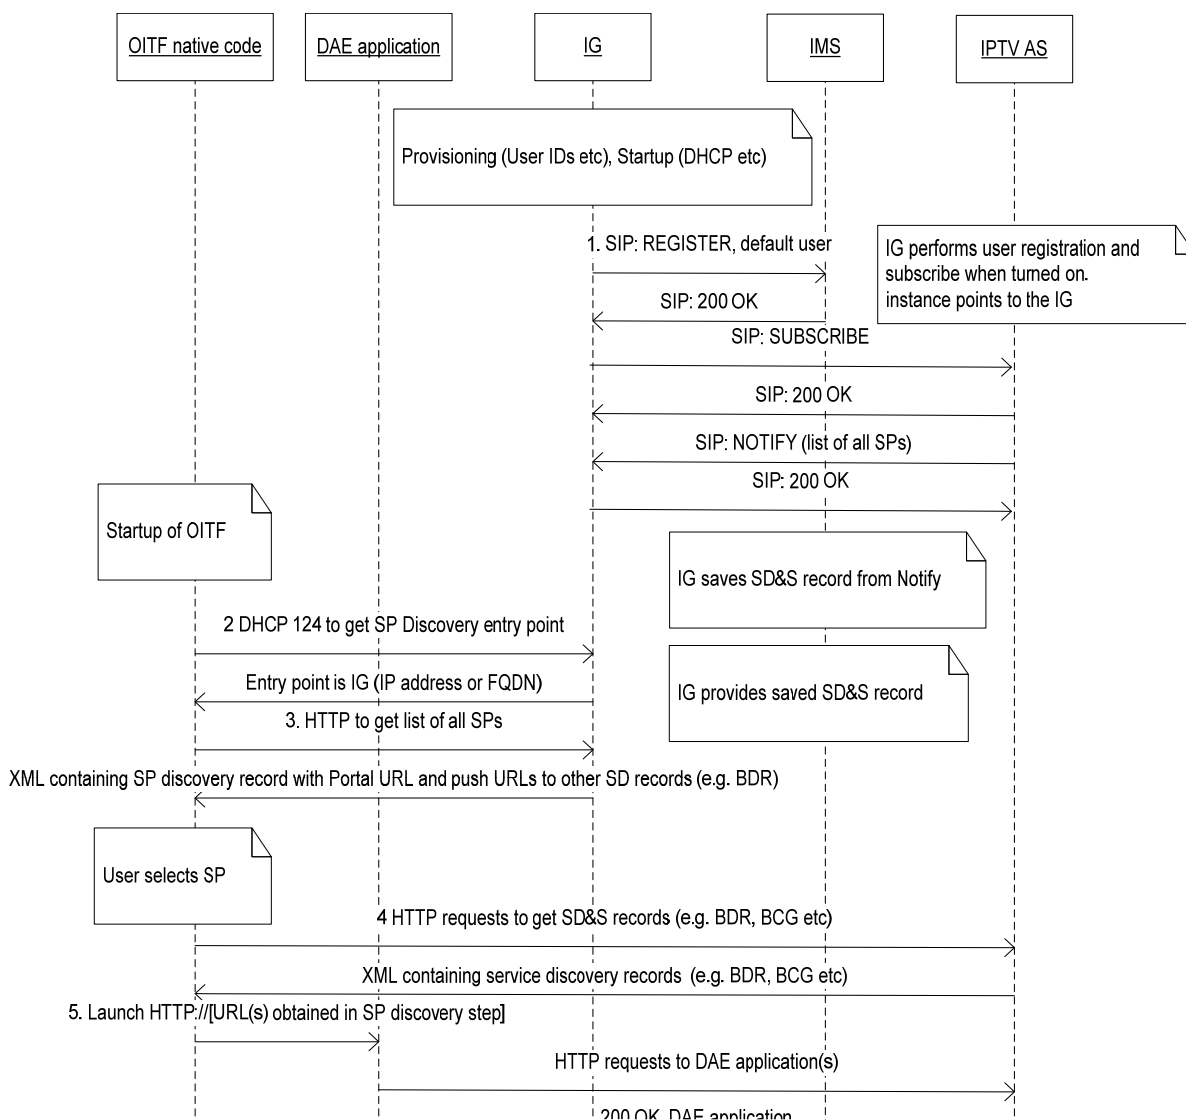 OITF native code
DAE application
IG
IMS
IPTV AS
Provisioning (User IDs etc), Startup (DHCP etc)
1. SIP: REGISTER, default user
IG performs user registration and
subscribe when turned on.
instance points to the IG
SIP: 200 OK
SIP: SUBSCRIBE
SIP: 200 OK
SIP: NOTIFY (list of all SPs)
SIP: 200 OK
Startup of OITF
IG saves SD&S record from Notify
2 DHCP 124 to get SP Discovery entry point
Entry point is IG (IP address or FQDN)
IG provides saved SD&S record
3. HTTP to get list of all SPs
XML containing SP discovery record with Portal URL and push URLs to other SD records (e.g. BDR)
User selects SP
4 HTTP requests to get SD&S records (e.g. BDR, BCG etc)
XML containing service discovery records (e.g. BDR, BCG etc)
5. Launch HTTP://[URL(s) obtained in SP discovery step]
HTTP requests to DAE application(s)
200 OK, DAE application